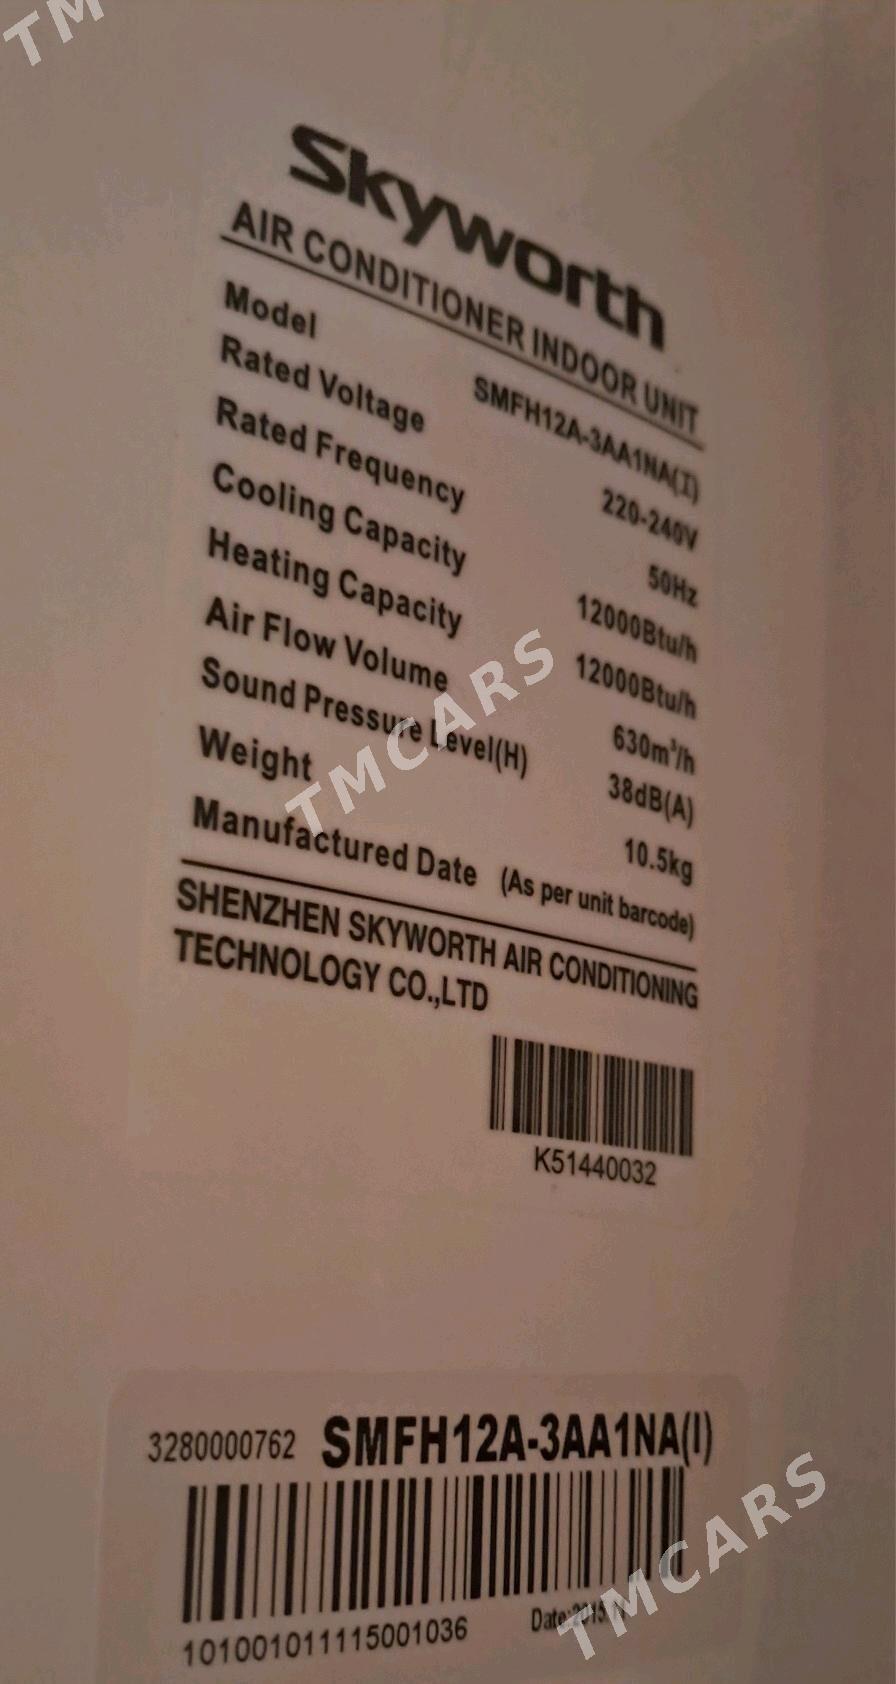 TM
Skyworth
AIR CONDITIONER INDOOR UNIT
Model SMFH12A-3AA1NA(I)
Rated Voltage 220-240V
Rated Frequency 50Hz
Cooling Capacity 12000Btu/h
Heating Capacity 12000Btu/h
Air Flow Volume 630m³/h
Sound Pressure Level(H) 38dB(A)
Weight 10.5kg
Manufactured Date (As per unit barcode)
TMCARS
SHENZHEN SKYWORTH AIR CONDITIONING
TECHNOLOGY CO.,LTD
K51440032
3280000762 SMFH12A-3AA1NA(I)
101001011115001036 Date:
TMCARS